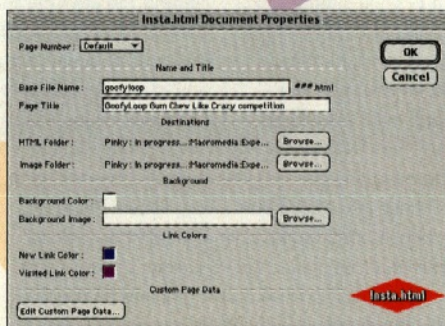 Insta.html Document Properties
Page Number: Default
OK
Cancel
Name and Title
Base File Name: goofyloop ###.html
Page Title GoofyLoop Gum Chew Like Crazy competition
Destinations
HTML Folder: Pinky: In progress...:Macromedia:Expe... Browse...
Image Folder: Pinky: In progress...:Macromedia:Expe... Browse...
Background
Background Color:
Background Image: Browse...
Link Colors
New Link Color:
Visited Link Color:
Custom Page Data
Edit Custom Page Data...
Insta.html